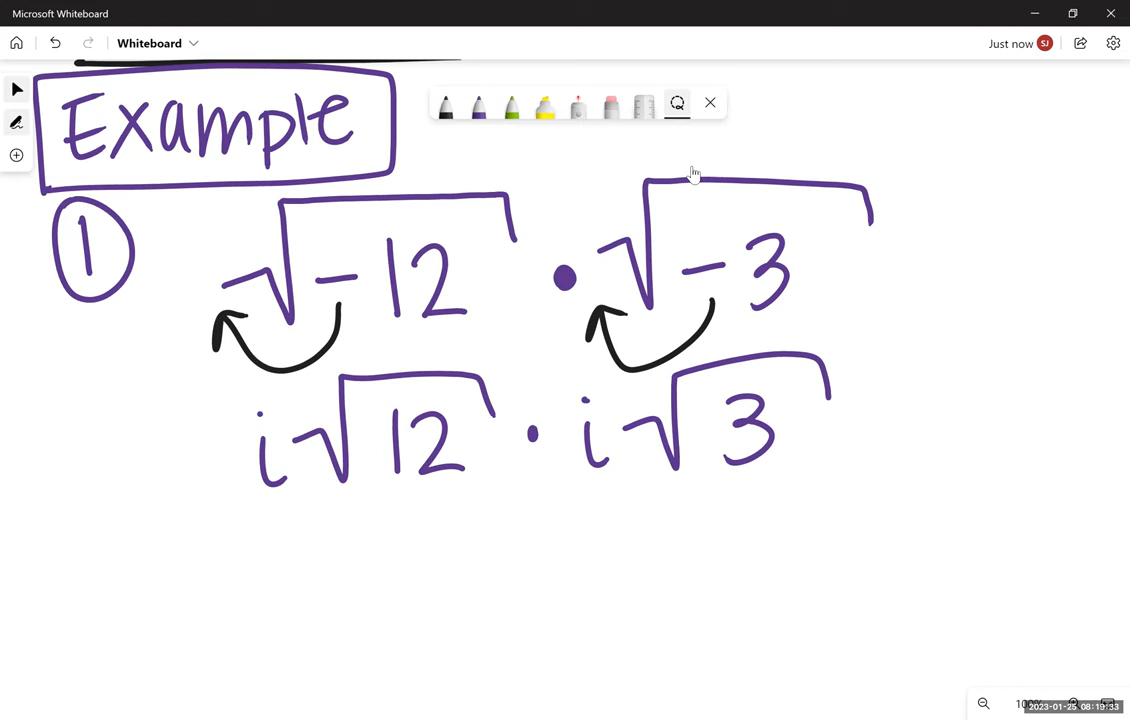 Microsoft Whiteboard
Whiteboard
Just now SJ
Example
① √-12 • √-3
i√12 · i√3
2023-01-25 08:19:33